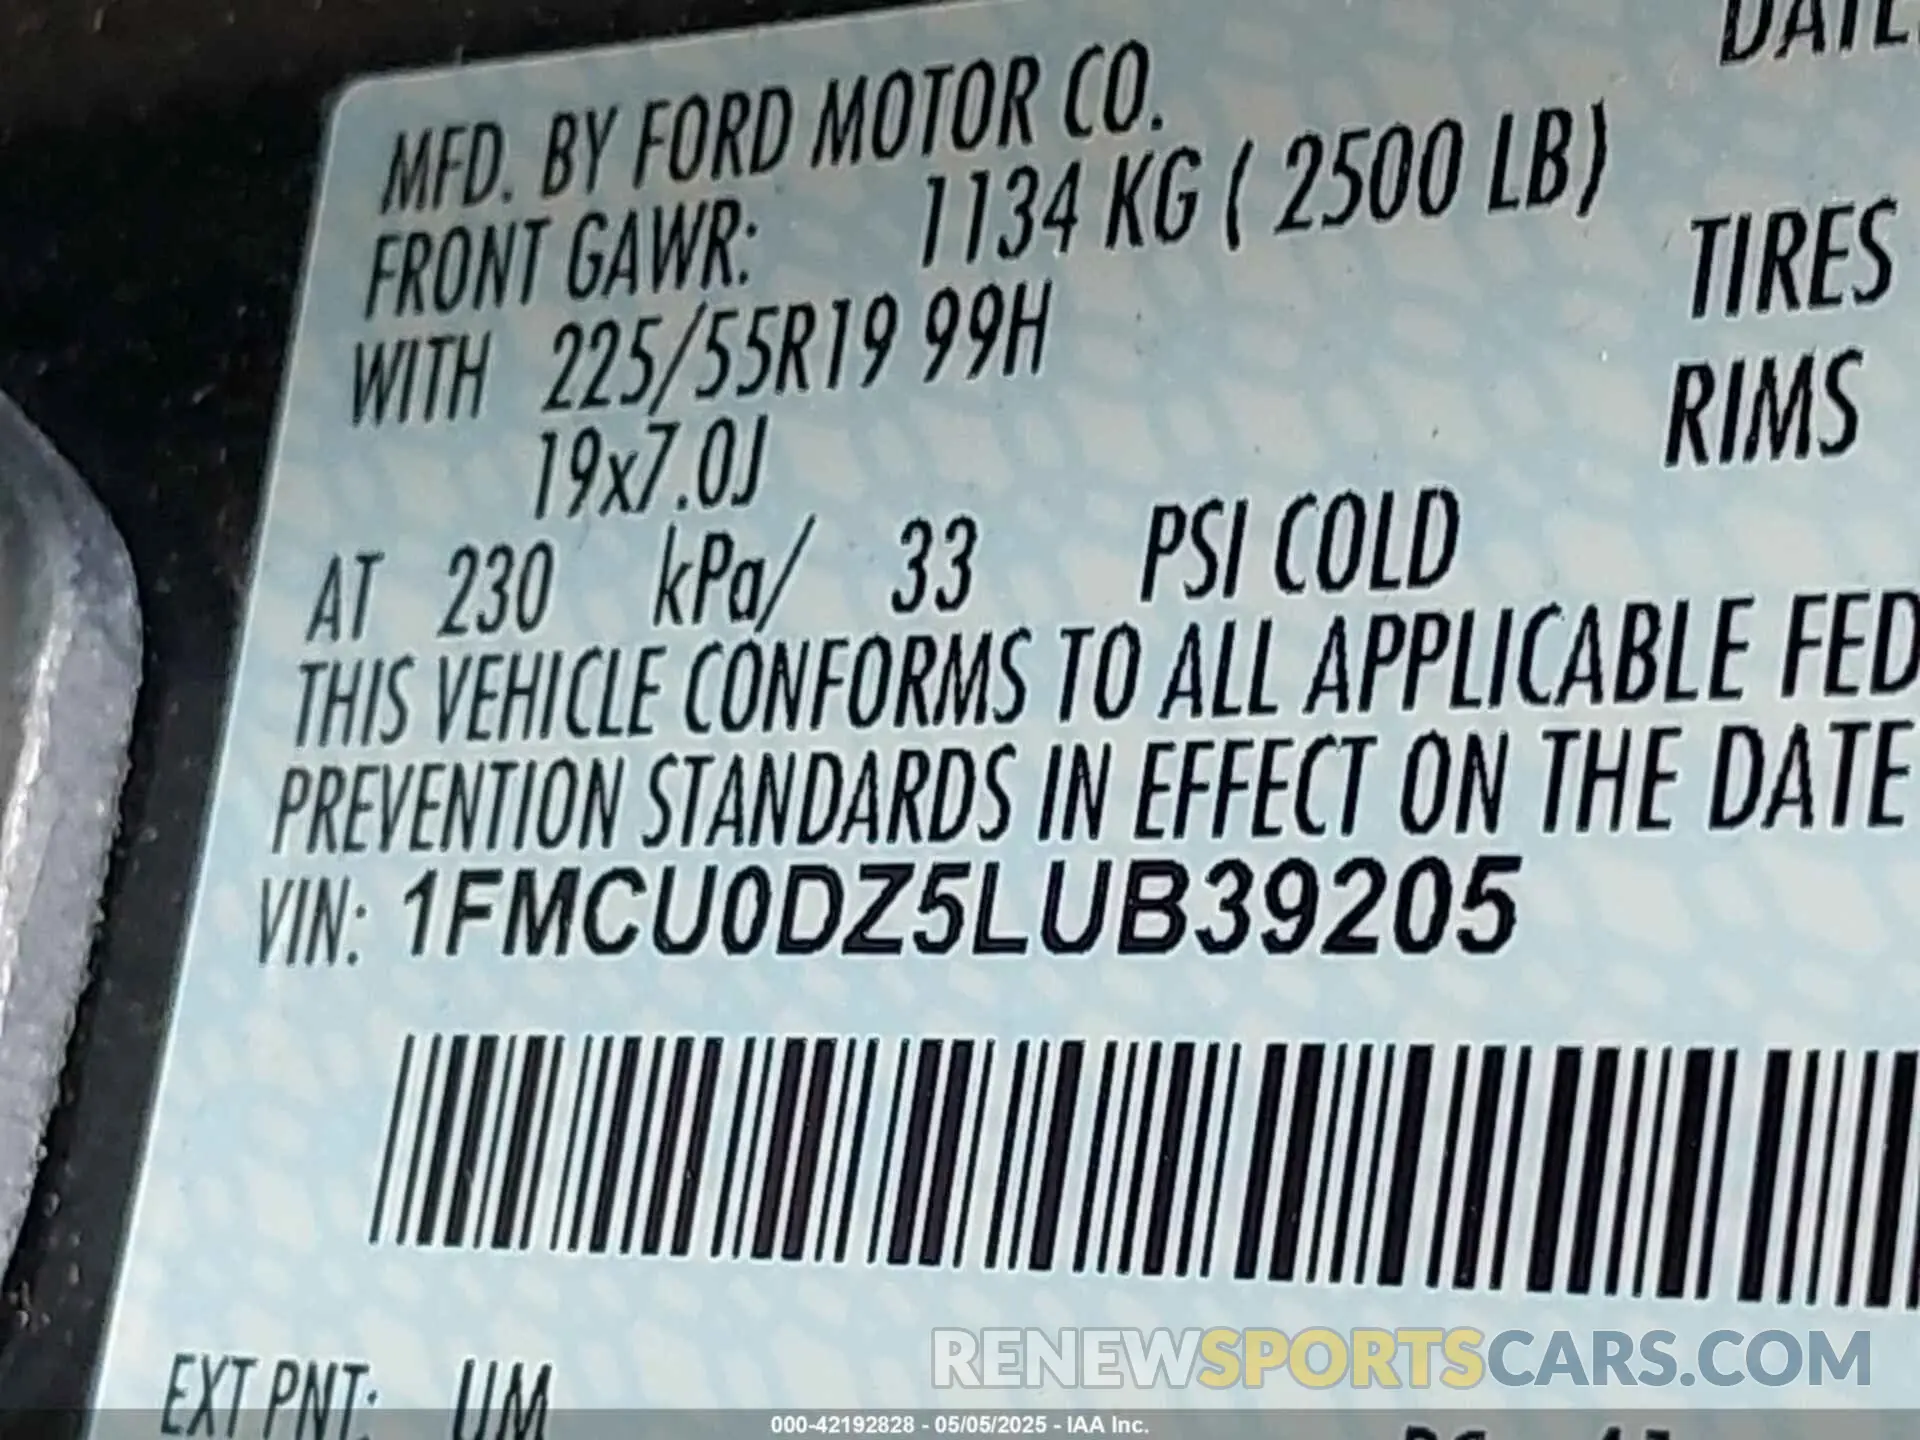 DATE
MFD. BY FORD MOTOR CO.
FRONT GAWR: 1134 KG ( 2500 LB)
TIRES
WITH 225/55R19 99H
RIMS
19x7.0J
AT 230 kPa/ 33 PSI COLD
THIS VEHICLE CONFORMS TO ALL APPLICABLE FED
PREVENTION STANDARDS IN EFFECT ON THE DATE
VIN: 1FMCU0DZ5LUB39205
EXT PNT: UM
RENEWSPORTSCARS.COM
000-42192828 - 05/05/2025 - IAA Inc.